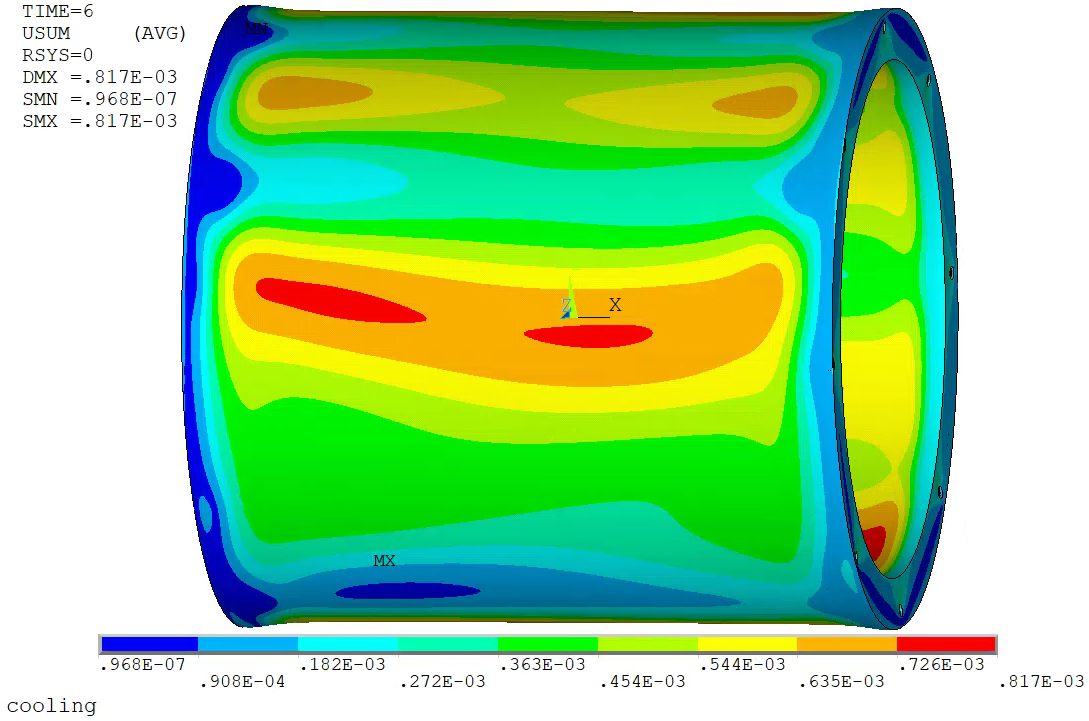 TIME=6
USUM (AVG)
RSYS=0
DMX =.817E-03
SMN =.968E-07
SMX =.817E-03
MN
Z X
MX
.968E-07 .182E-03 .363E-03 .544E-03 .726E-03
.908E-04 .272E-03 .454E-03 .635E-03 .817E-03
cooling